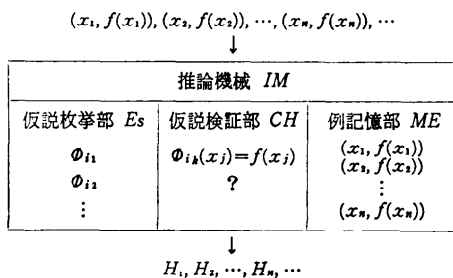 (x₁, f(x₁)), (x₂, f(x₂)), …, (xₙ, f(xₙ)), …
↓
推論機械 IM
仮説枚挙部 Es 仮説検証部 CH 例記憶部 ME
Φᵢ₁ Φᵢₖ(xⱼ)=f(xⱼ) (x₁, f(x₁))
Φᵢ₂ ? (x₂, f(x₂))
⋮ ⋮
(xₙ, f(xₙ))
↓
H₁, H₂, …, Hₙ, …